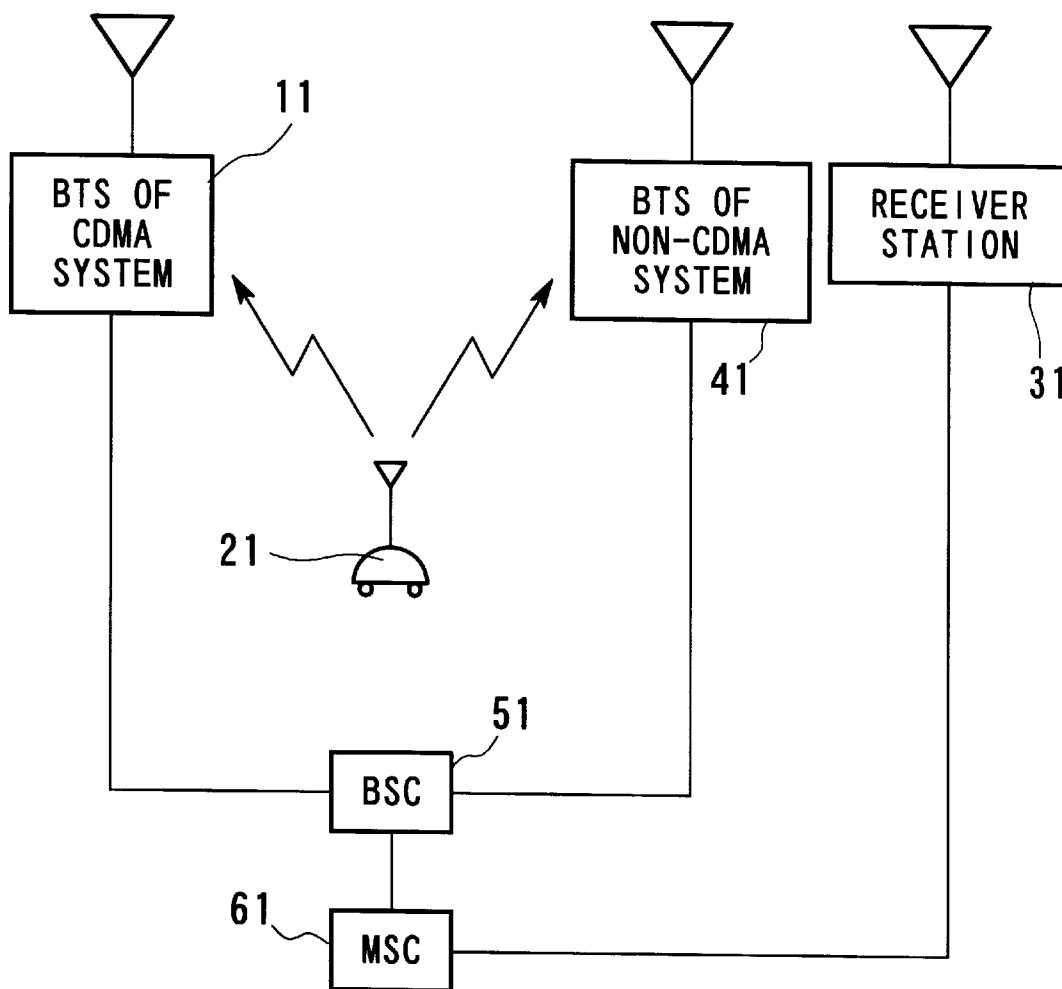 11
BTS OF
CDMA
SYSTEM
BTS OF
NON-CDMA
SYSTEM
RECEIVER
STATION
41
31
21
51
BSC
61
MSC